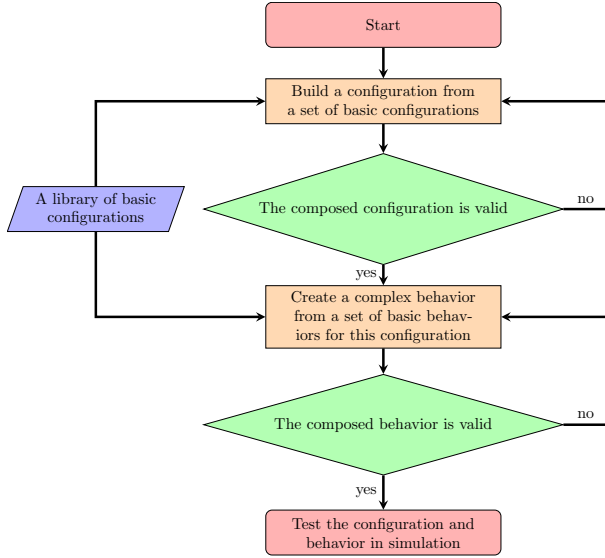 Start
Build a configuration from
a set of basic configurations
A library of basic
configurations
The composed configuration is valid
no
yes
Create a complex behavior
from a set of basic behav-
iors for this configuration
The composed behavior is valid
no
yes
Test the configuration and
behavior in simulation